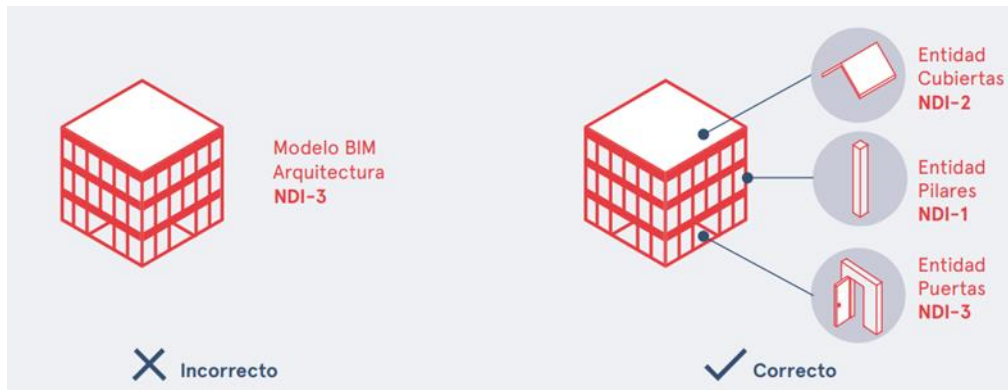 Modelo BIM
Arquitectura
NDI-3
Incorrecto
Entidad
Cubiertas
NDI-2
Entidad
Pilares
NDI-1
Entidad
Puertas
NDI-3
Correcto